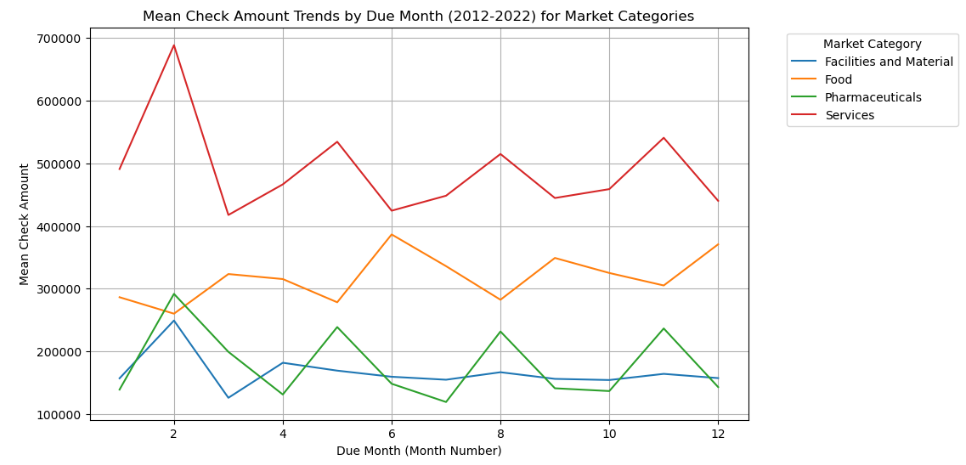 Mean Check Amount Trends by Due Month (2012-2022) for Market Categories
Market Category
Facilities and Material
Food
Pharmaceuticals
Services
Mean Check Amount
700000
600000
500000
400000
300000
200000
100000
2 4 6 8 10 12
Due Month (Month Number)